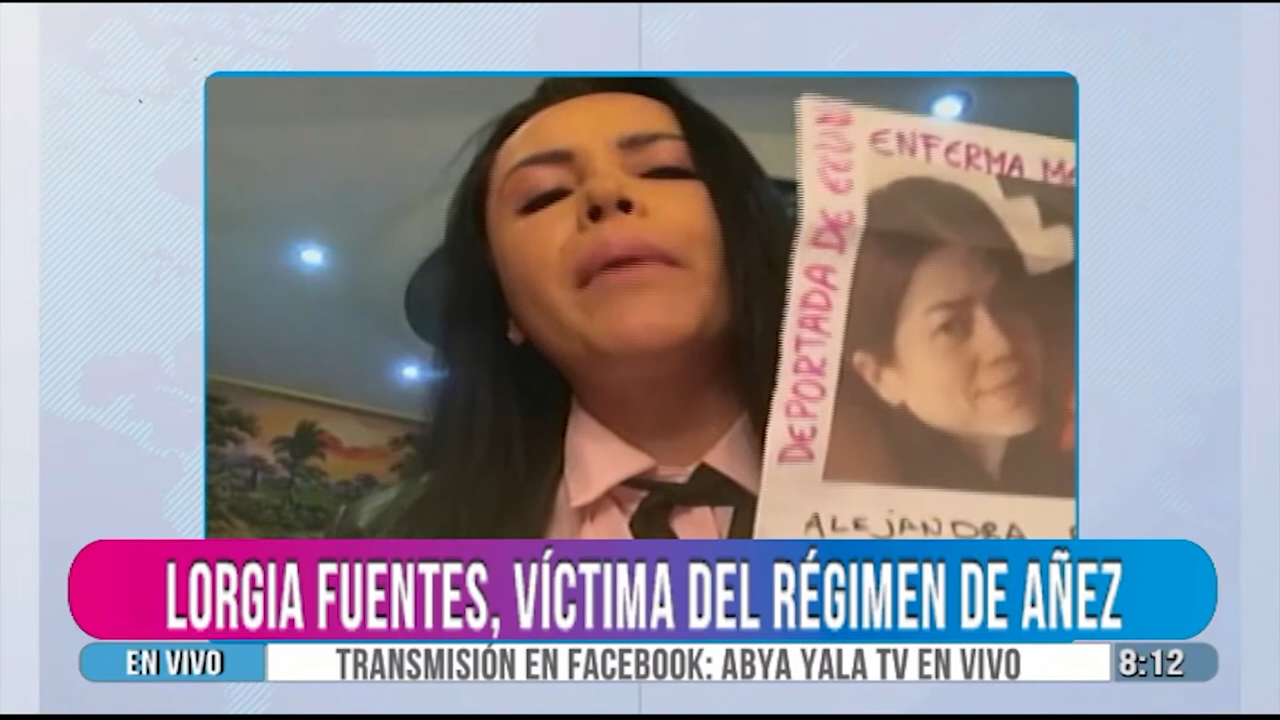 ENFERMA
DEPORTADA DE EEUU
ALEJANDRA
LORGIA FUENTES, VÍCTIMA DEL RÉGIMEN DE AÑEZ
EN VIVO
TRANSMISIÓN EN FACEBOOK: ABYA YALA TV EN VIVO
8:12